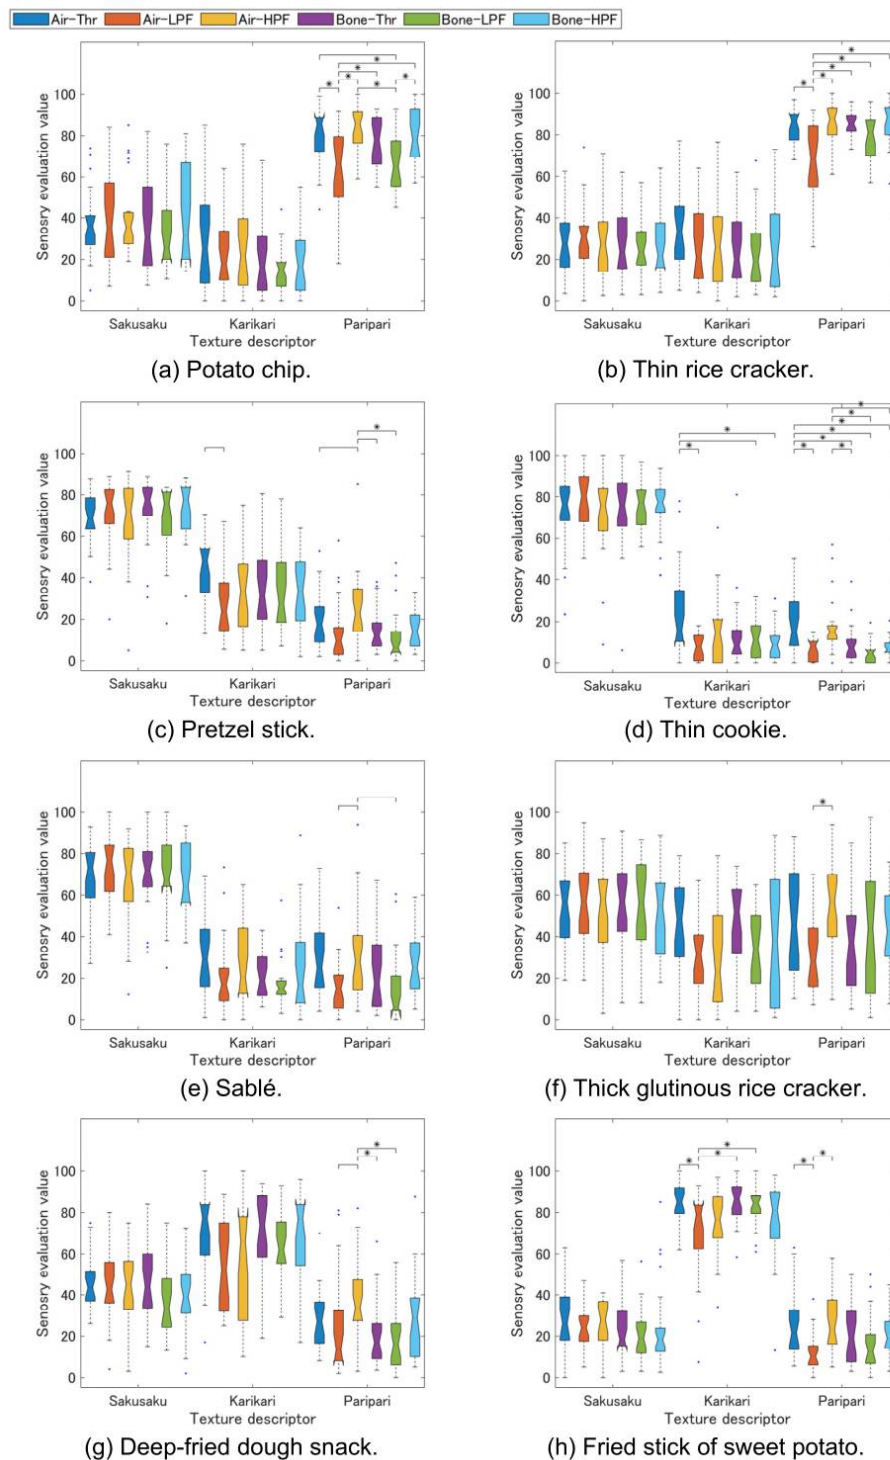 Air-Thr Air-LPF Air-HPF Bone-Thr Bone-LPF Bone-HPF
Senosry evaluation value
100
80
60
40
20
0
Sakusaku Karikari Paripari
Texture descriptor
(a) Potato chip.
Senosry evaluation value
100
80
60
40
20
0
Sakusaku Karikari Paripari
Texture descriptor
(b) Thin rice cracker.
Senosry evaluation value
100
80
60
40
20
0
Sakusaku Karikari Paripari
Texture descriptor
(c) Pretzel stick.
Senosry evaluation value
100
80
60
40
20
0
Sakusaku Karikari Paripari
Texture descriptor
(d) Thin cookie.
Senosry evaluation value
100
80
60
40
20
0
Sakusaku Karikari Paripari
Texture descriptor
(e) Sablé.
Senosry evaluation value
100
80
60
40
20
0
Sakusaku Karikari Paripari
Texture descriptor
(f) Thick glutinous rice cracker.
Senosry evaluation value
100
80
60
40
20
0
Sakusaku Karikari Paripari
Texture descriptor
(g) Deep-fried dough snack.
Senosry evaluation value
100
80
60
40
20
0
Sakusaku Karikari Paripari
Texture descriptor
(h) Fried stick of sweet potato.